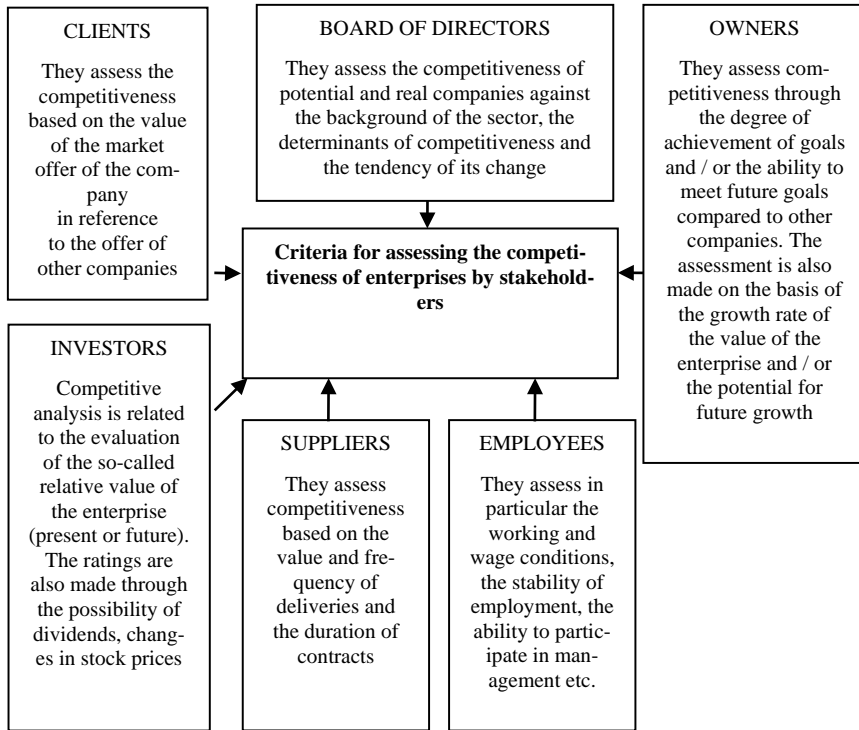 CLIENTS
They assess the
competitiveness
based on the value
of the market
offer of the com-
pany
in reference
to the offer of
other companies
BOARD OF DIRECTORS
They assess the competitiveness of
potential and real companies against
the background of the sector, the
determinants of competitiveness and
the tendency of its change
OWNERS
They assess com-
petitiveness through
the degree of
achievement of goals
and / or the ability to
meet future goals
compared to other
companies. The
assessment is also
made on the basis of
the growth rate of
the value of the
enterprise and / or
the potential for
future growth
Criteria for assessing the competi-
tiveness of enterprises by stakehold-
ers
INVESTORS
Competitive
analysis is related
to the evaluation
of the so-called
relative value of
the enterprise
(present or future).
The ratings are
also made through
the possibility of
dividends, chang-
es in stock prices
SUPPLIERS
They assess
competitiveness
based on the
value and fre-
quency of
deliveries and
the duration of
contracts
EMPLOYEES
They assess in
particular the
working and
wage conditions,
the stability of
employment, the
ability to partic-
ipate in man-
agement etc.